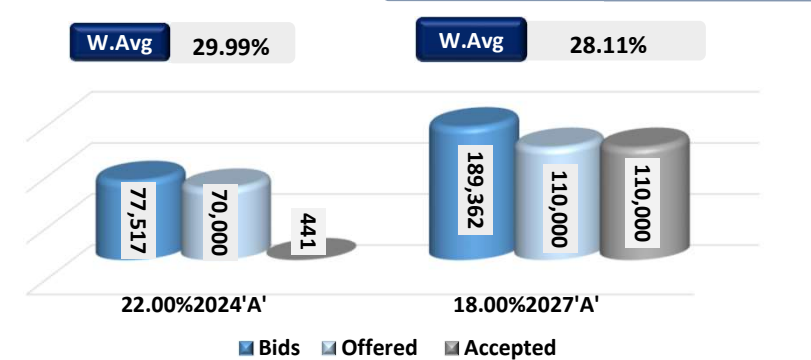 W.Avg 29.99%
W.Avg 28.11%
77,517
70,000
441
189,362
110,000
110,000
22.00%2024'A'
18.00%2027'A'
Bids Offered Accepted